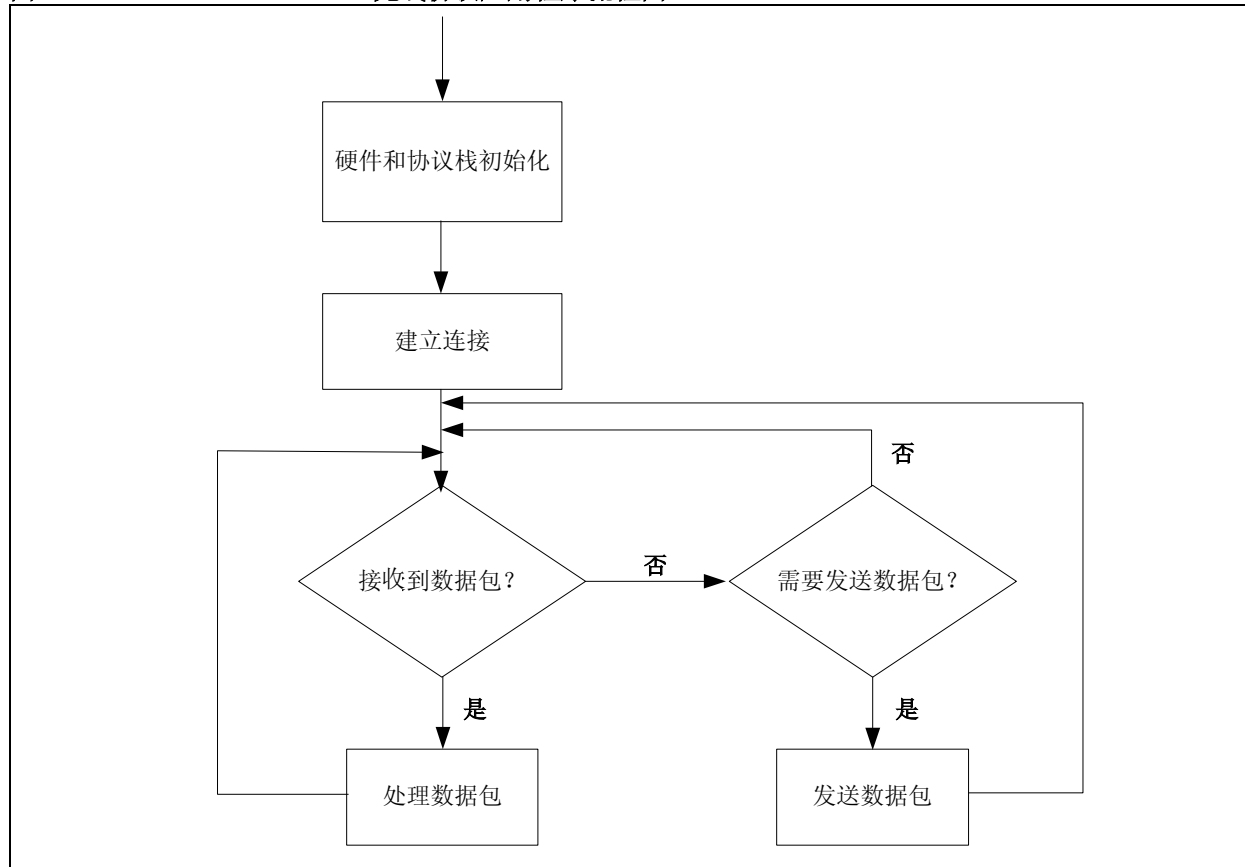 硬件和协议栈初始化
建立连接
否
接收到数据包？
否
需要发送数据包？
是
是
处理数据包
发送数据包